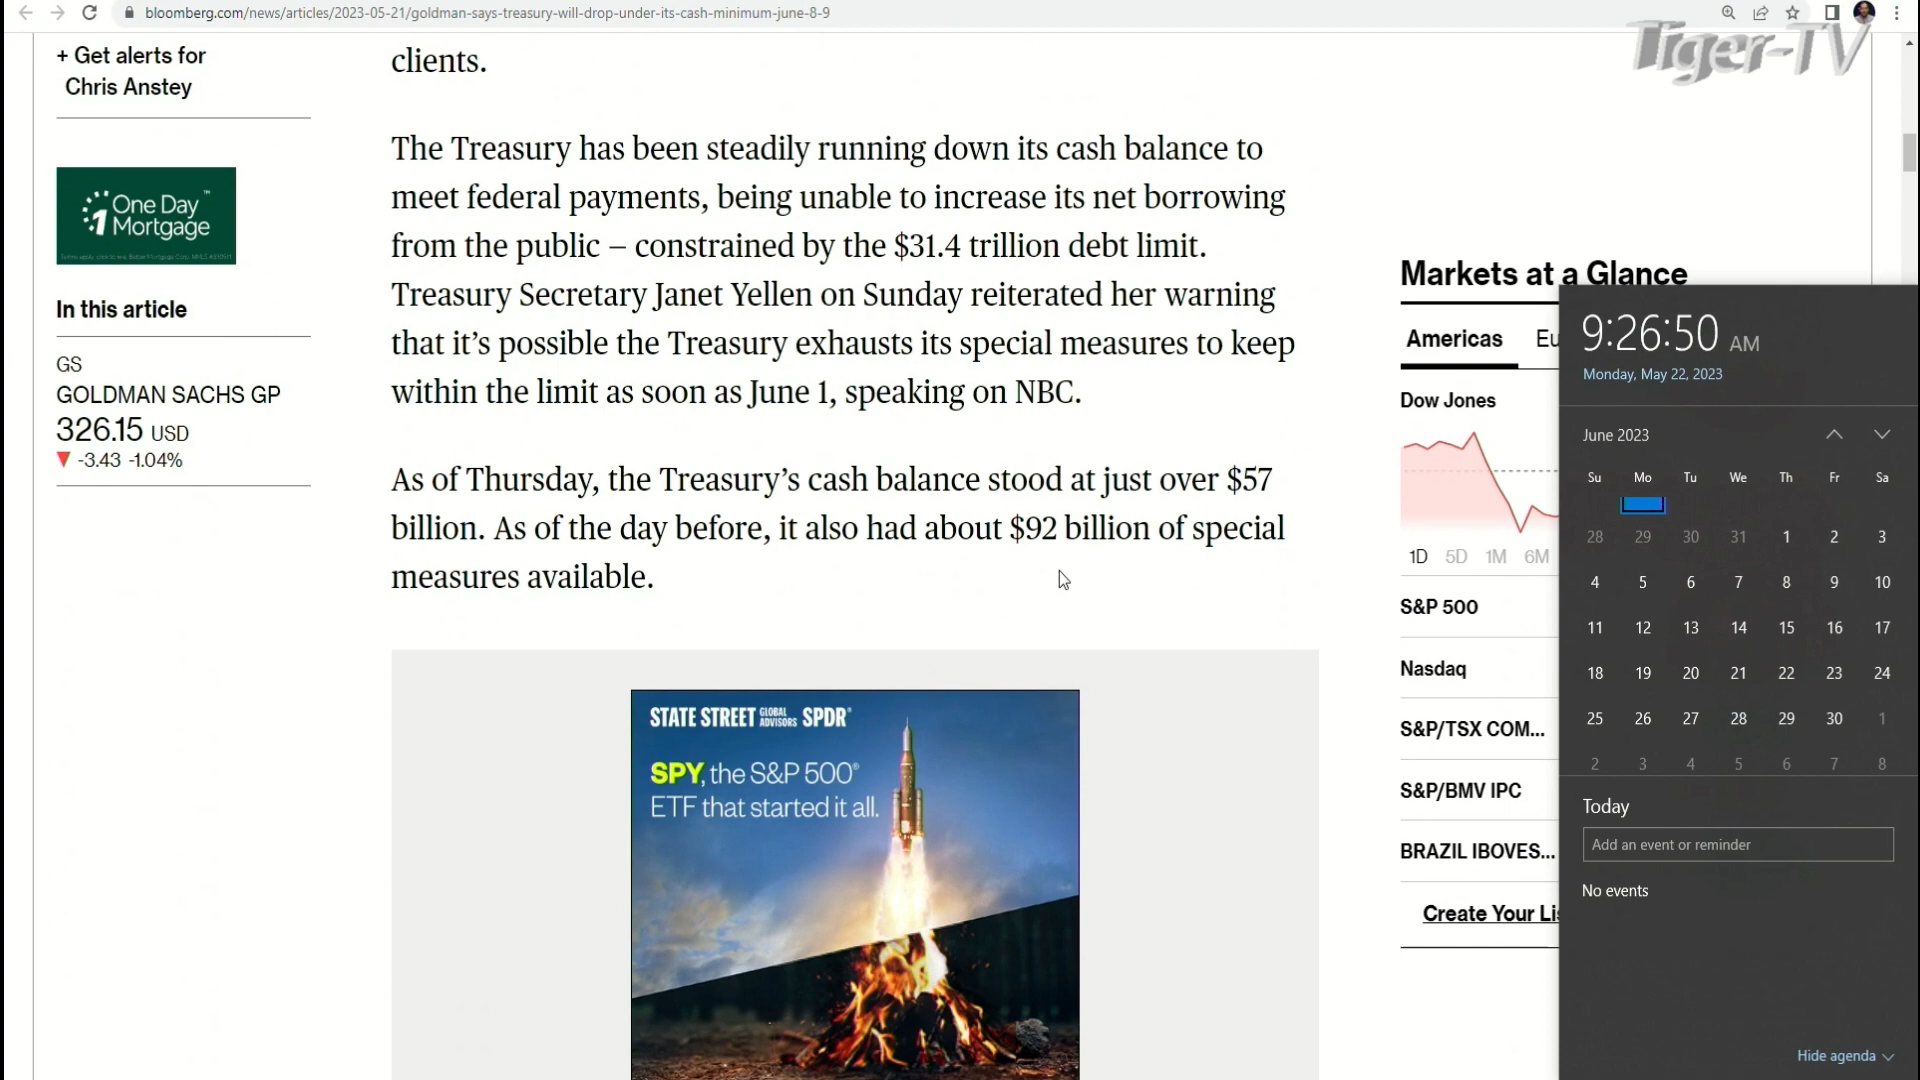 bloomberg.com/news/articles/2023-05-21/goldman-says-treasury-will-drop-under-its-cash-minimum-june-8-9
Tiger-TV
+ Get alerts for
Chris Anstey
One Day
Mortgage™
In this article
GS
GOLDMAN SACHS GP
326.15 USD
▼ -3.43 -1.04%
clients.
The Treasury has been steadily running down its cash balance to
meet federal payments, being unable to increase its net borrowing
from the public – constrained by the $31.4 trillion debt limit.
Treasury Secretary Janet Yellen on Sunday reiterated her warning
that it’s possible the Treasury exhausts its special measures to keep
within the limit as soon as June 1, speaking on NBC.
As of Thursday, the Treasury’s cash balance stood at just over $57
billion. As of the day before, it also had about $92 billion of special
measures available.
STATE STREET GLOBAL ADVISORS SPDR®
SPY, the S&P 500®
ETF that started it all.
Markets at a Glance
Americas Eu
Dow Jones
1D 5D 1M 6M
S&P 500
Nasdaq
S&P/TSX COM...
S&P/BMV IPC
BRAZIL IBOVES...
Create Your Lis
9:26:50 AM
Monday, May 22, 2023
June 2023
Su Mo Tu We Th Fr Sa
28 29 30 31 1 2 3
4 5 6 7 8 9 10
11 12 13 14 15 16 17
18 19 20 21 22 23 24
25 26 27 28 29 30 1
2 3 4 5 6 7 8
Today
Add an event or reminder
No events
Hide agenda